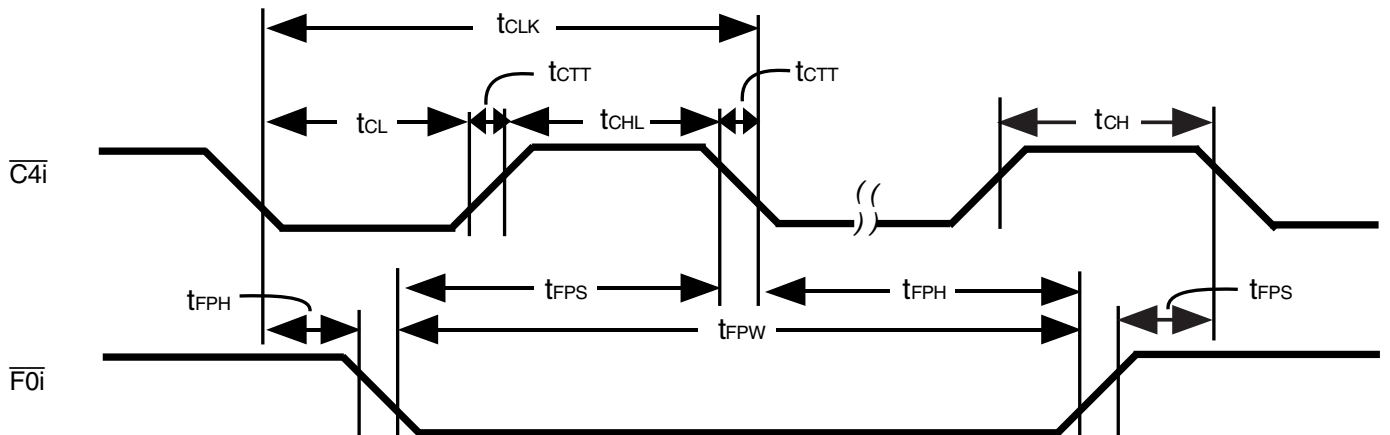 tCLK
tCTT tCTT
tCL tCHL tCH
C4i
tFPH tFPS tFPH tFPS
tFPW
F0i